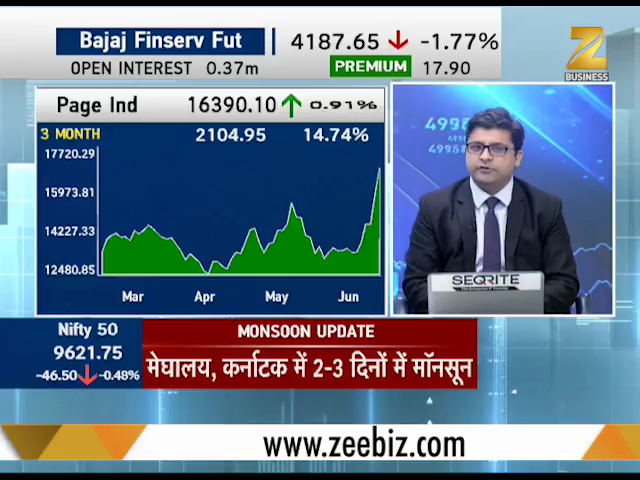 Bajaj Finserv Fut 4187.65 -1.77%
OPEN INTEREST 0.37m PREMIUM 17.90
Z
BUSINESS
Page Ind 16390.10 0.91%
3 MONTH 2104.95 14.74%
17720.29
15973.81
14227.33
12480.85
Mar Apr May Jun
SEQRITE
Nifty 50
9621.75
-46.50 -0.48%
MONSOON UPDATE
मेघालय, कर्नाटक में 2-3 दिनों में मॉनसून
www.zeebiz.com